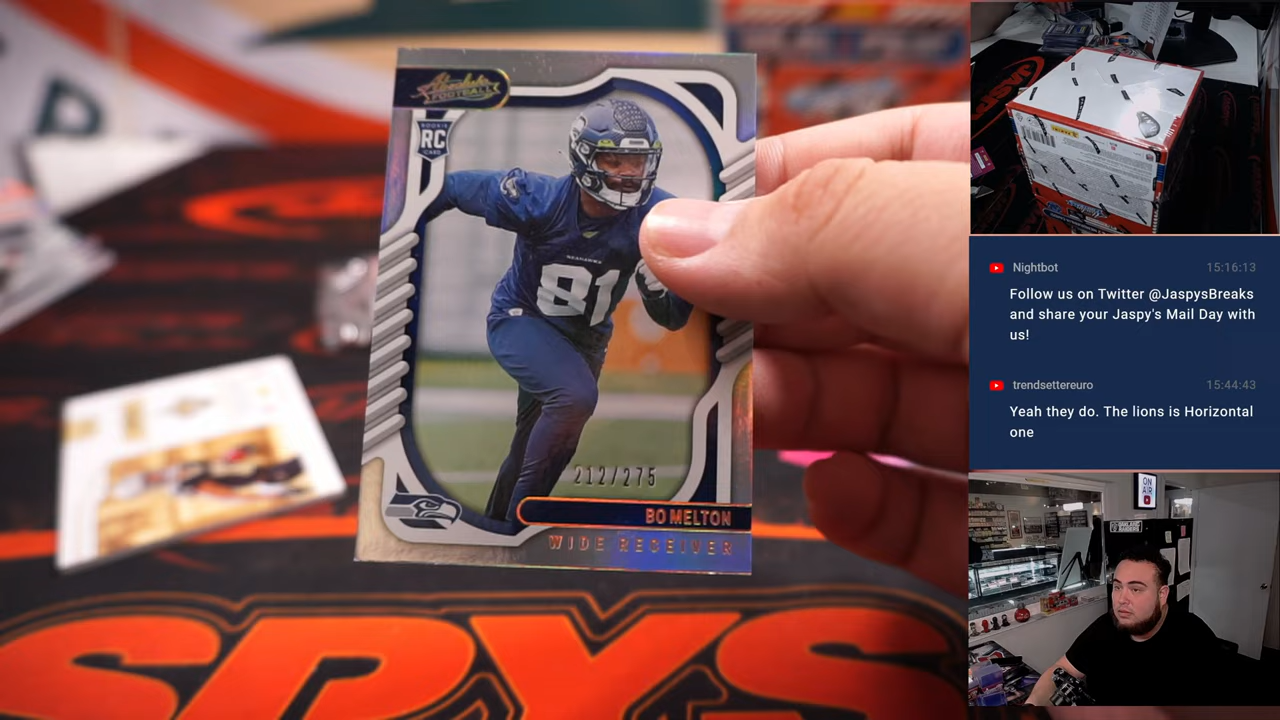 Absolute
FOOTBALL
ROOKIE
RC
CARD
SEAHAWKS
81
212/275
BO MELTON
WIDE RECEIVER
SPYS
JASPY
Nightbot
15:16:13
Follow us on Twitter @JaspysBreaks
and share your Jaspy's Mail Day with
us!
trendsettereuro
15:44:43
Yeah they do. The lions is Horizontal
one
ON
AIR